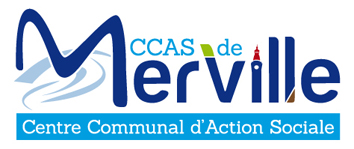 CCAS de
Merville
Centre Communal d'Action Sociale